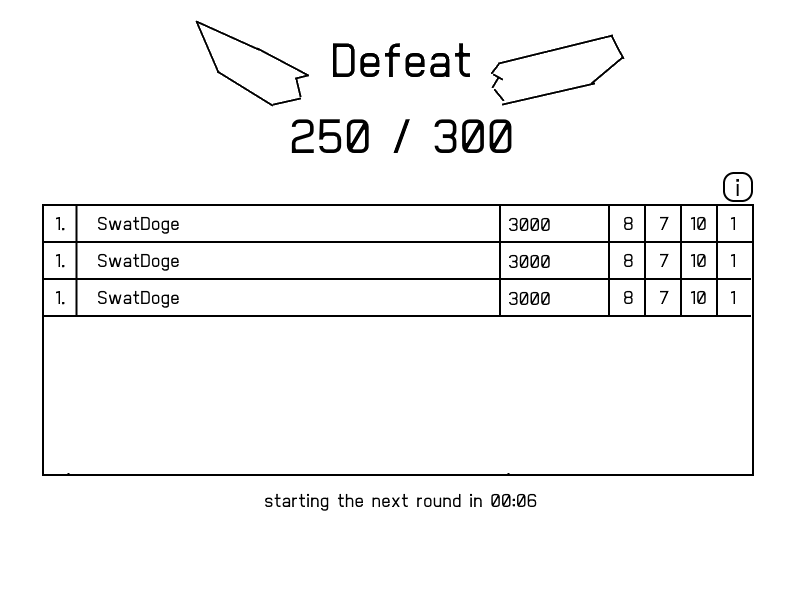 Defeat
250 / 300
i
1. SwatDoge 3000 8 7 10 1
1. SwatDoge 3000 8 7 10 1
1. SwatDoge 3000 8 7 10 1
starting the next round in 00:06